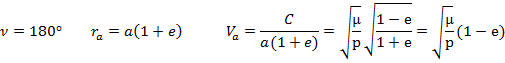 ν = 180° r_a = a(1 + e) V_a = C / a(1 + e) = √(μ/p) √((1 − e)/(1 + e)) = √(μ/p) (1 − e)